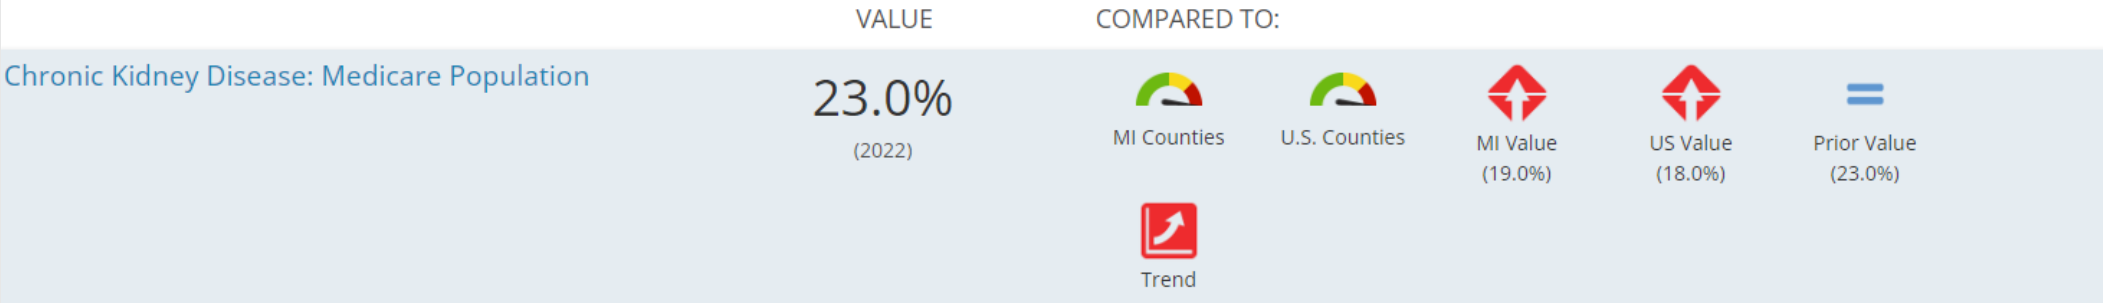 VALUE COMPARED TO:
Chronic Kidney Disease: Medicare Population
23.0%
(2022)
MI Counties
U.S. Counties
MI Value
(19.0%)
US Value
(18.0%)
Prior Value
(23.0%)
Trend